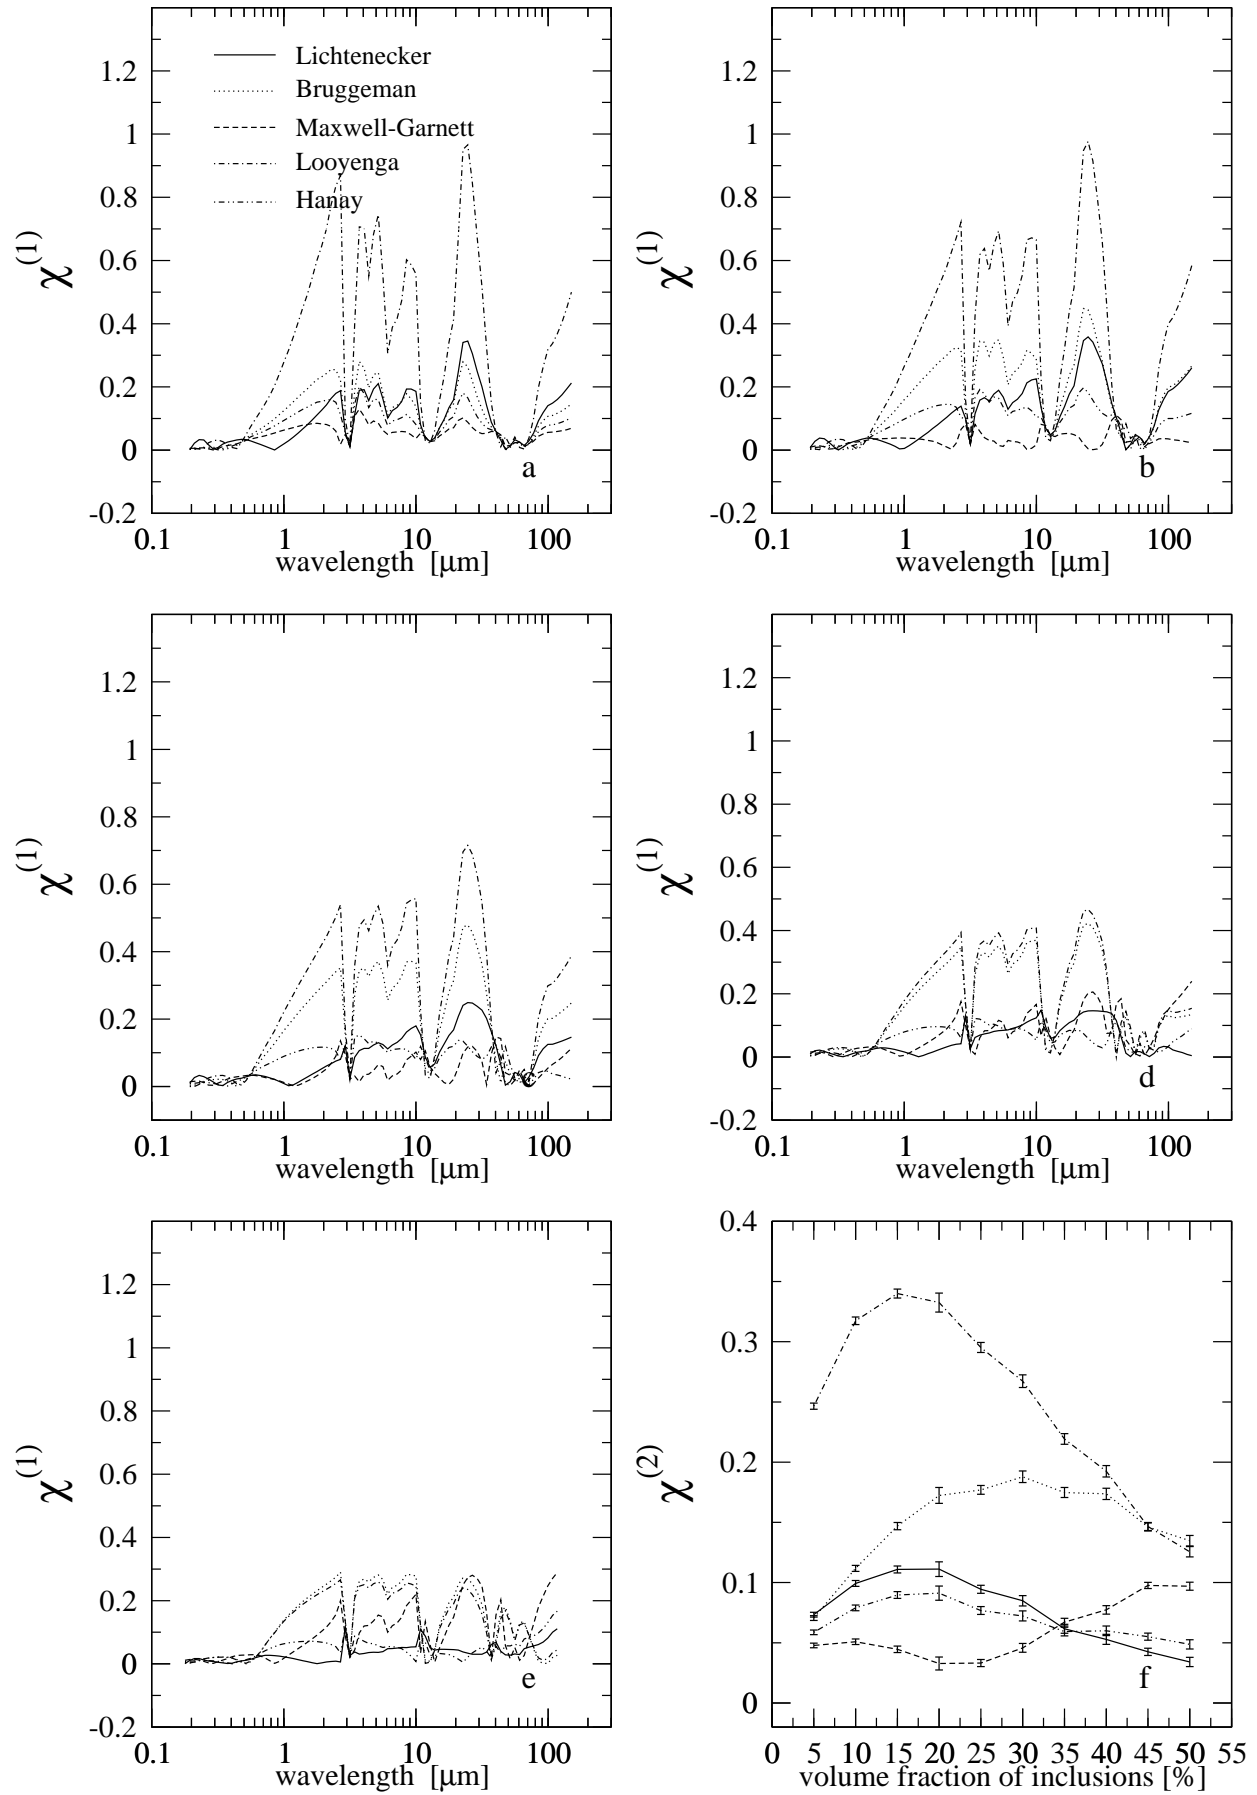 Lichtenecker
Bruggeman
Maxwell-Garnett
Looyenga
Hanay
1.2
1
0.8
0.6
0.4
0.2
0
-0.2
χ(1)
a
0.1 1 10 100
wavelength [μm]
1.2
1
0.8
0.6
0.4
0.2
0
-0.2
χ(1)
b
0.1 1 10 100
wavelength [μm]
1.2
1
0.8
0.6
0.4
0.2
0
χ(1)
c
0.1 1 10 100
wavelength [μm]
1.2
1
0.8
0.6
0.4
0.2
0
-0.2
χ(1)
d
0.1 1 10 100
wavelength [μm]
1.2
1
0.8
0.6
0.4
0.2
0
-0.2
χ(1)
e
0.1 1 10 100
wavelength [μm]
0.4
0.3
0.2
0.1
0
χ(2)
f
0 5 10 15 20 25 30 35 40 45 50 55
volume fraction of inclusions [%]